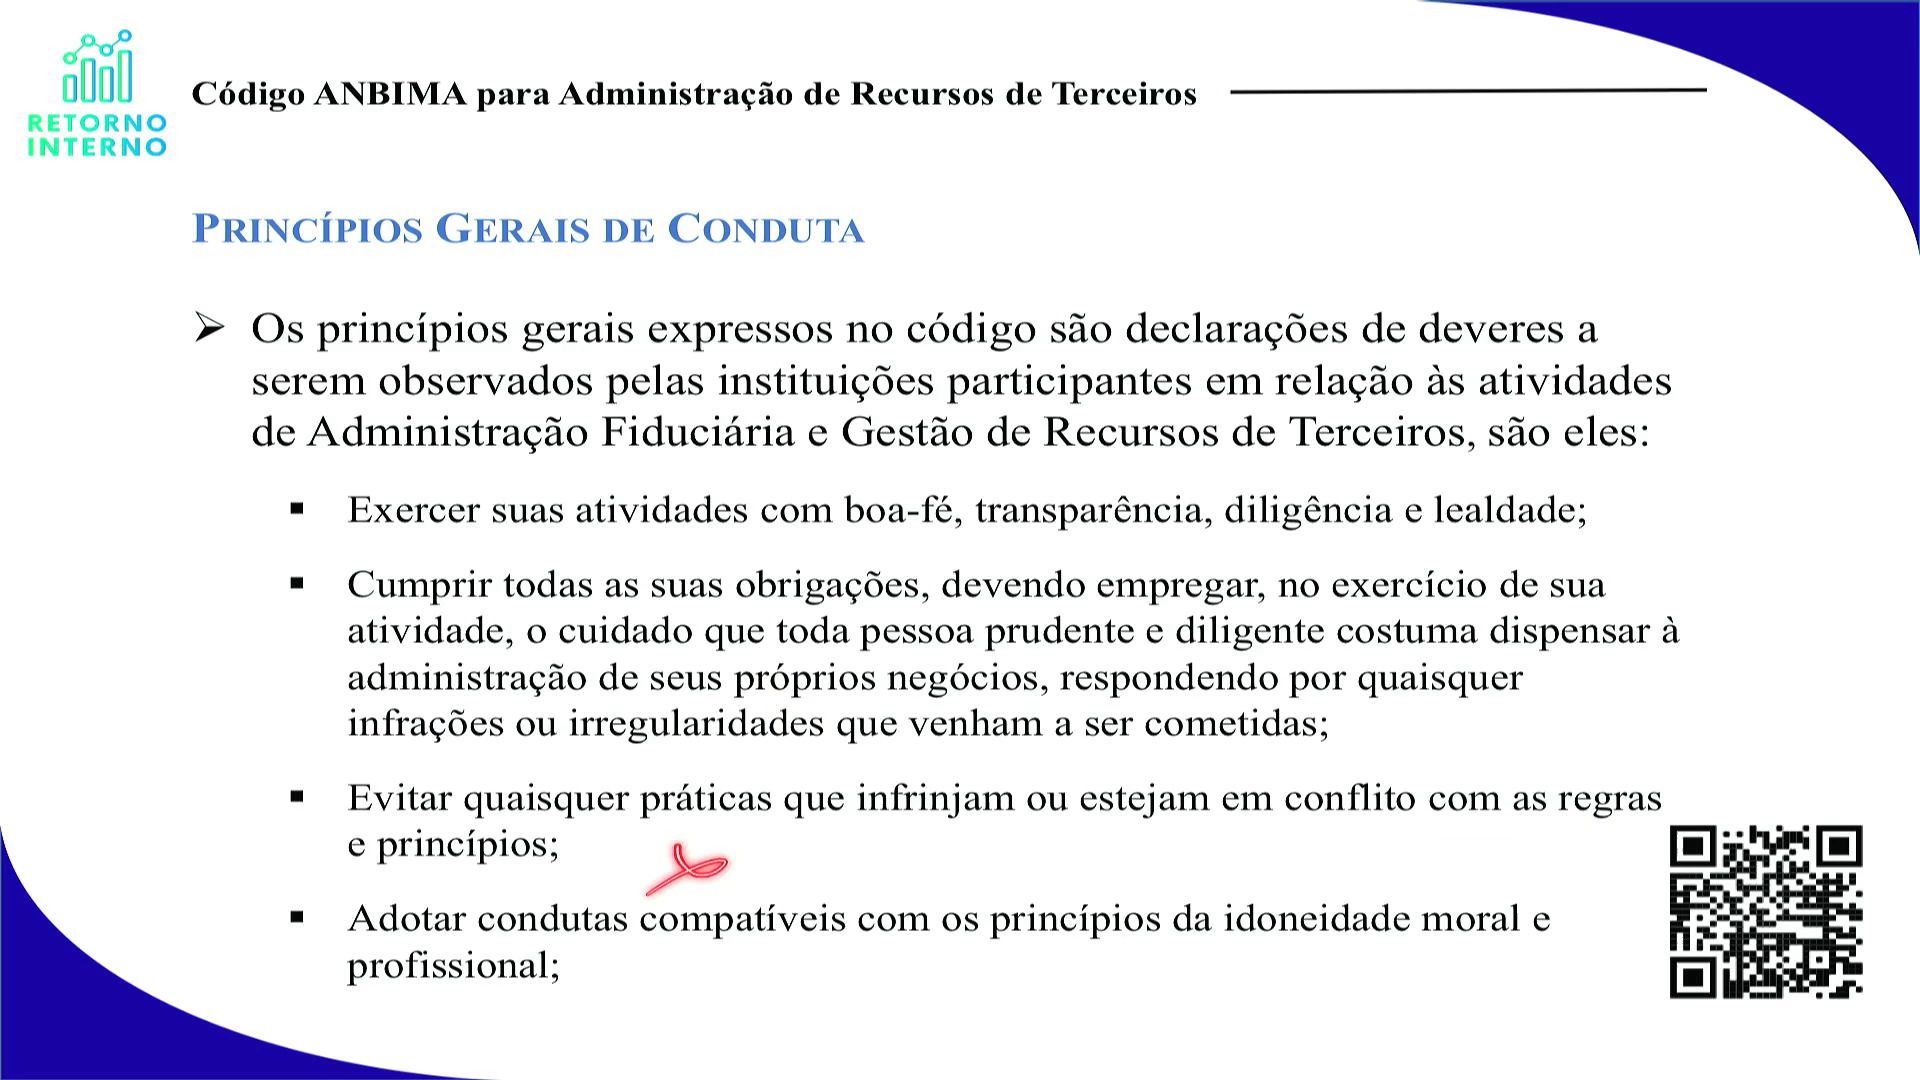 RETORNO
INTERNO
Código ANBIMA para Administração de Recursos de Terceiros
PRINCÍPIOS GERAIS DE CONDUTA
➢ Os princípios gerais expressos no código são declarações de deveres a
serem observados pelas instituições participantes em relação às atividades
de Administração Fiduciária e Gestão de Recursos de Terceiros, são eles:
▪ Exercer suas atividades com boa-fé, transparência, diligência e lealdade;
▪ Cumprir todas as suas obrigações, devendo empregar, no exercício de sua
atividade, o cuidado que toda pessoa prudente e diligente costuma dispensar à
administração de seus próprios negócios, respondendo por quaisquer
infrações ou irregularidades que venham a ser cometidas;
▪ Evitar quaisquer práticas que infrinjam ou estejam em conflito com as regras
e princípios;
▪ Adotar condutas compatíveis com os princípios da idoneidade moral e
profissional;